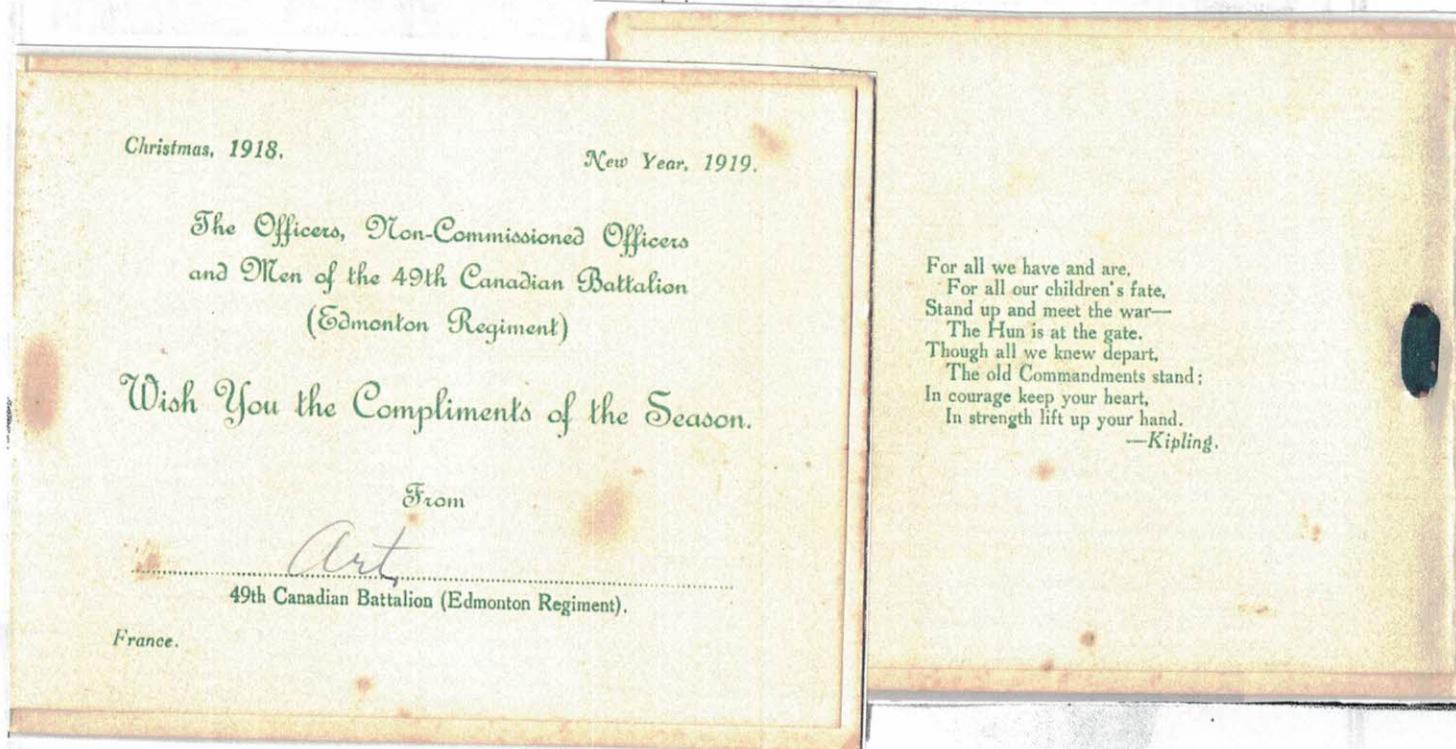 Christmas, 1918.
New Year, 1919.
The Officers, Non-Commissioned Officers
and Men of the 49th Canadian Battalion
(Edmonton Regiment)
Wish You the Compliments of the Season.
From
Art
49th Canadian Battalion (Edmonton Regiment).
France.
For all we have and are,
For all our children's fate,
Stand up and meet the war—
The Hun is at the gate.
Though all we knew depart,
The old Commandments stand;
In courage keep your heart,
In strength lift up your hand.
—Kipling.